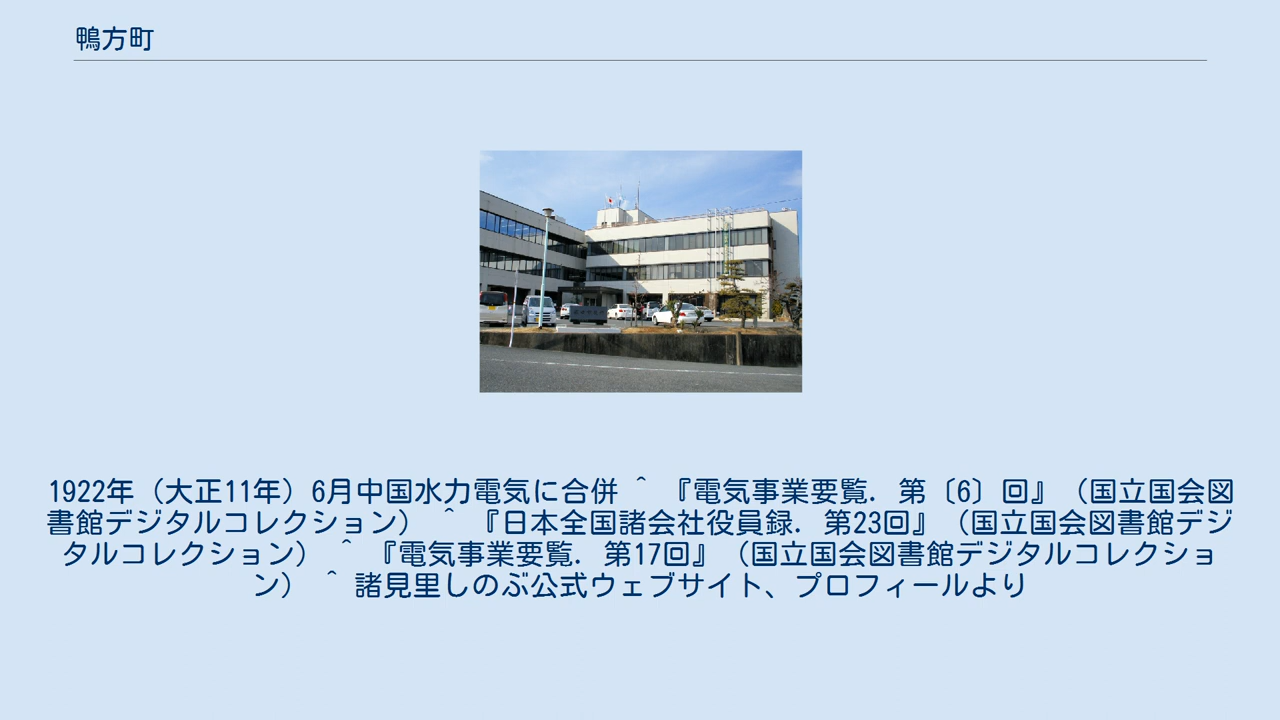 鴨方町
1922年（大正11年）6月中国水力電気に合併 ^ 『電気事業要覧. 第〔6〕回』（国立国会図
書館デジタルコレクション） ^ 『日本全国諸会社役員録. 第23回』（国立国会図書館デジ
タルコレクション） ^ 『電気事業要覧. 第17回』（国立国会図書館デジタルコレクショ
ン） ^ 諸見里しのぶ公式ウェブサイト、プロフィールより